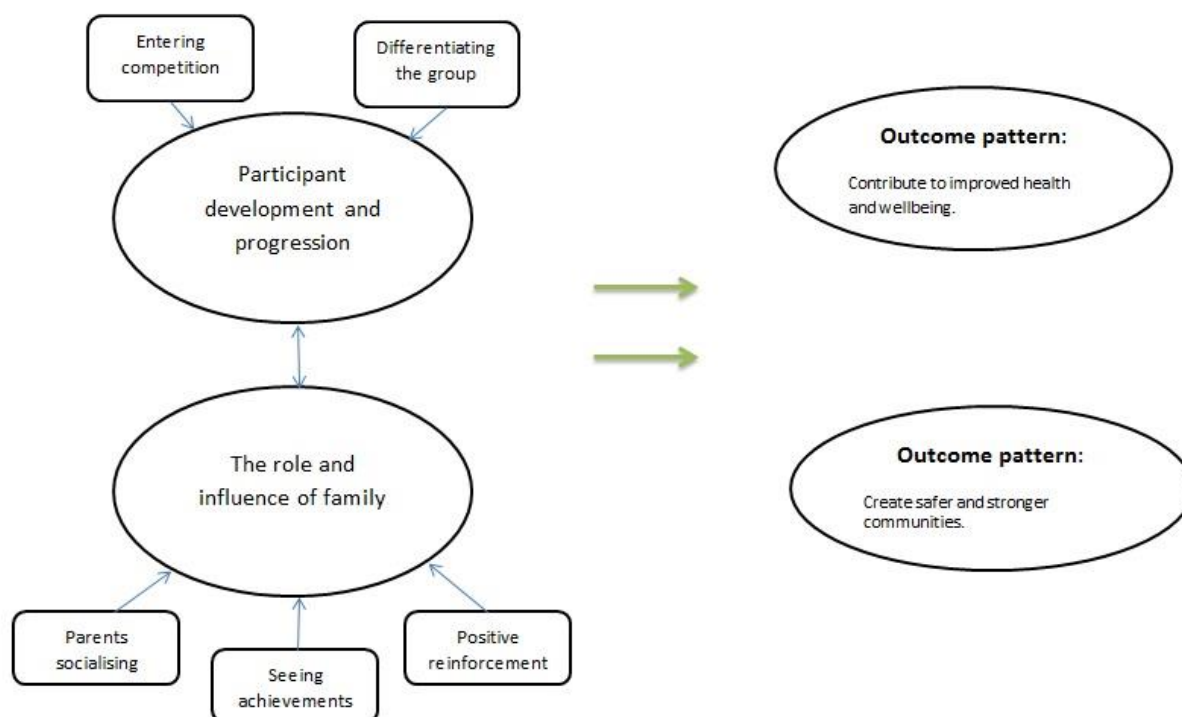 Entering
competition
Differentiating
the group
Participant
development and
progression
The role and
influence of family
Parents
socialising
Seeing
achievements
Positive
reinforcement
Outcome pattern:
Contribute to improved health
and wellbeing.
Outcome pattern:
Create safer and stronger
communities.